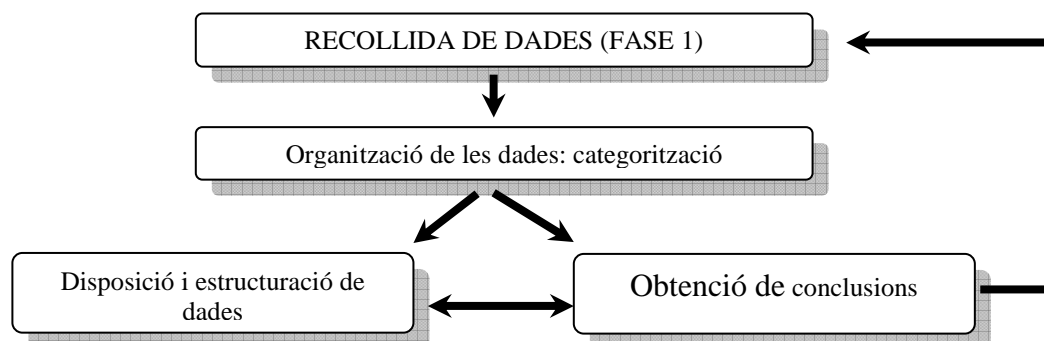 RECOLLIDA DE DADES (FASE 1)
Organització de les dades: categorització
Disposició i estructuració de
dades
Obtenció de conclusions